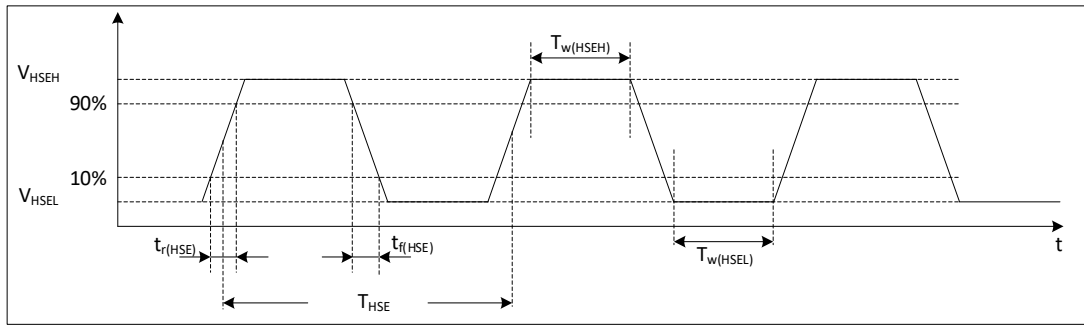 T_w(HSEH)
V_HSEH
90%
10%
V_HSEL
t_r(HSE)
t_f(HSE)
T_w(HSEL)
t
T_HSE